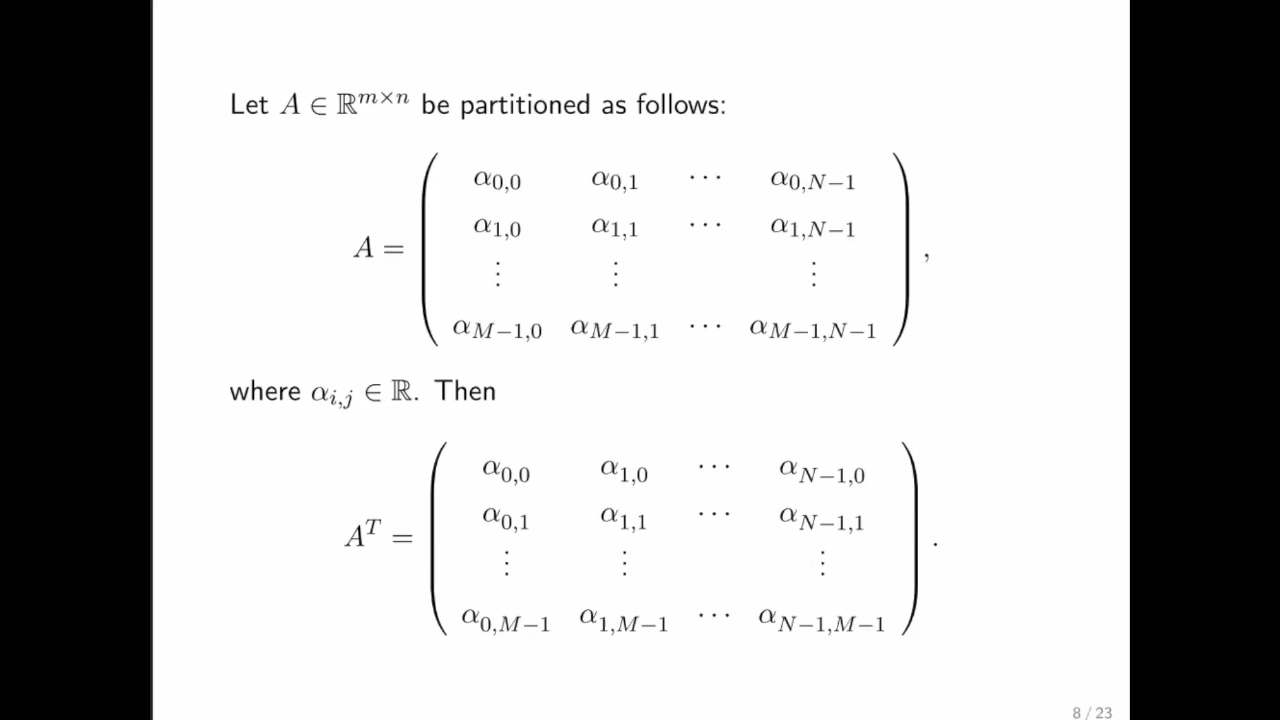 Let A ∈ ℝ^{m×n} be partitioned as follows:
A = ( α_{0,0} α_{0,1} ⋯ α_{0,N−1}
α_{1,0} α_{1,1} ⋯ α_{1,N−1}
⋮ ⋮ ⋮
α_{M−1,0} α_{M−1,1} ⋯ α_{M−1,N−1} ) ,
where α_{i,j} ∈ ℝ. Then
A^T = ( α_{0,0} α_{1,0} ⋯ α_{N−1,0}
α_{0,1} α_{1,1} ⋯ α_{N−1,1}
⋮ ⋮ ⋮
α_{0,M−1} α_{1,M−1} ⋯ α_{N−1,M−1} ) .
8 / 23